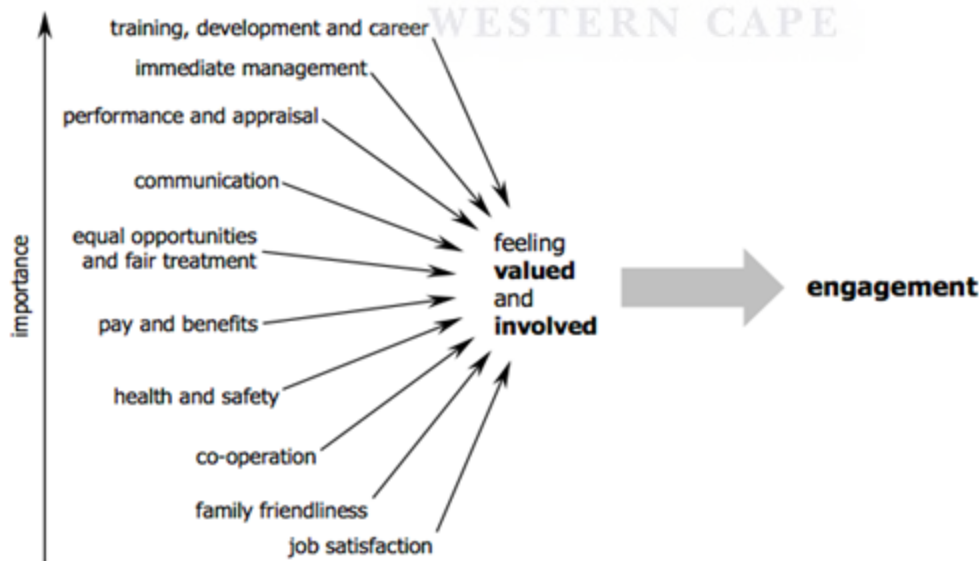 WESTERN CAPE
training, development and career
immediate management
performance and appraisal
communication
equal opportunities
and fair treatment
pay and benefits
health and safety
co-operation
family friendliness
job satisfaction
importance
feeling
valued
and
involved
engagement